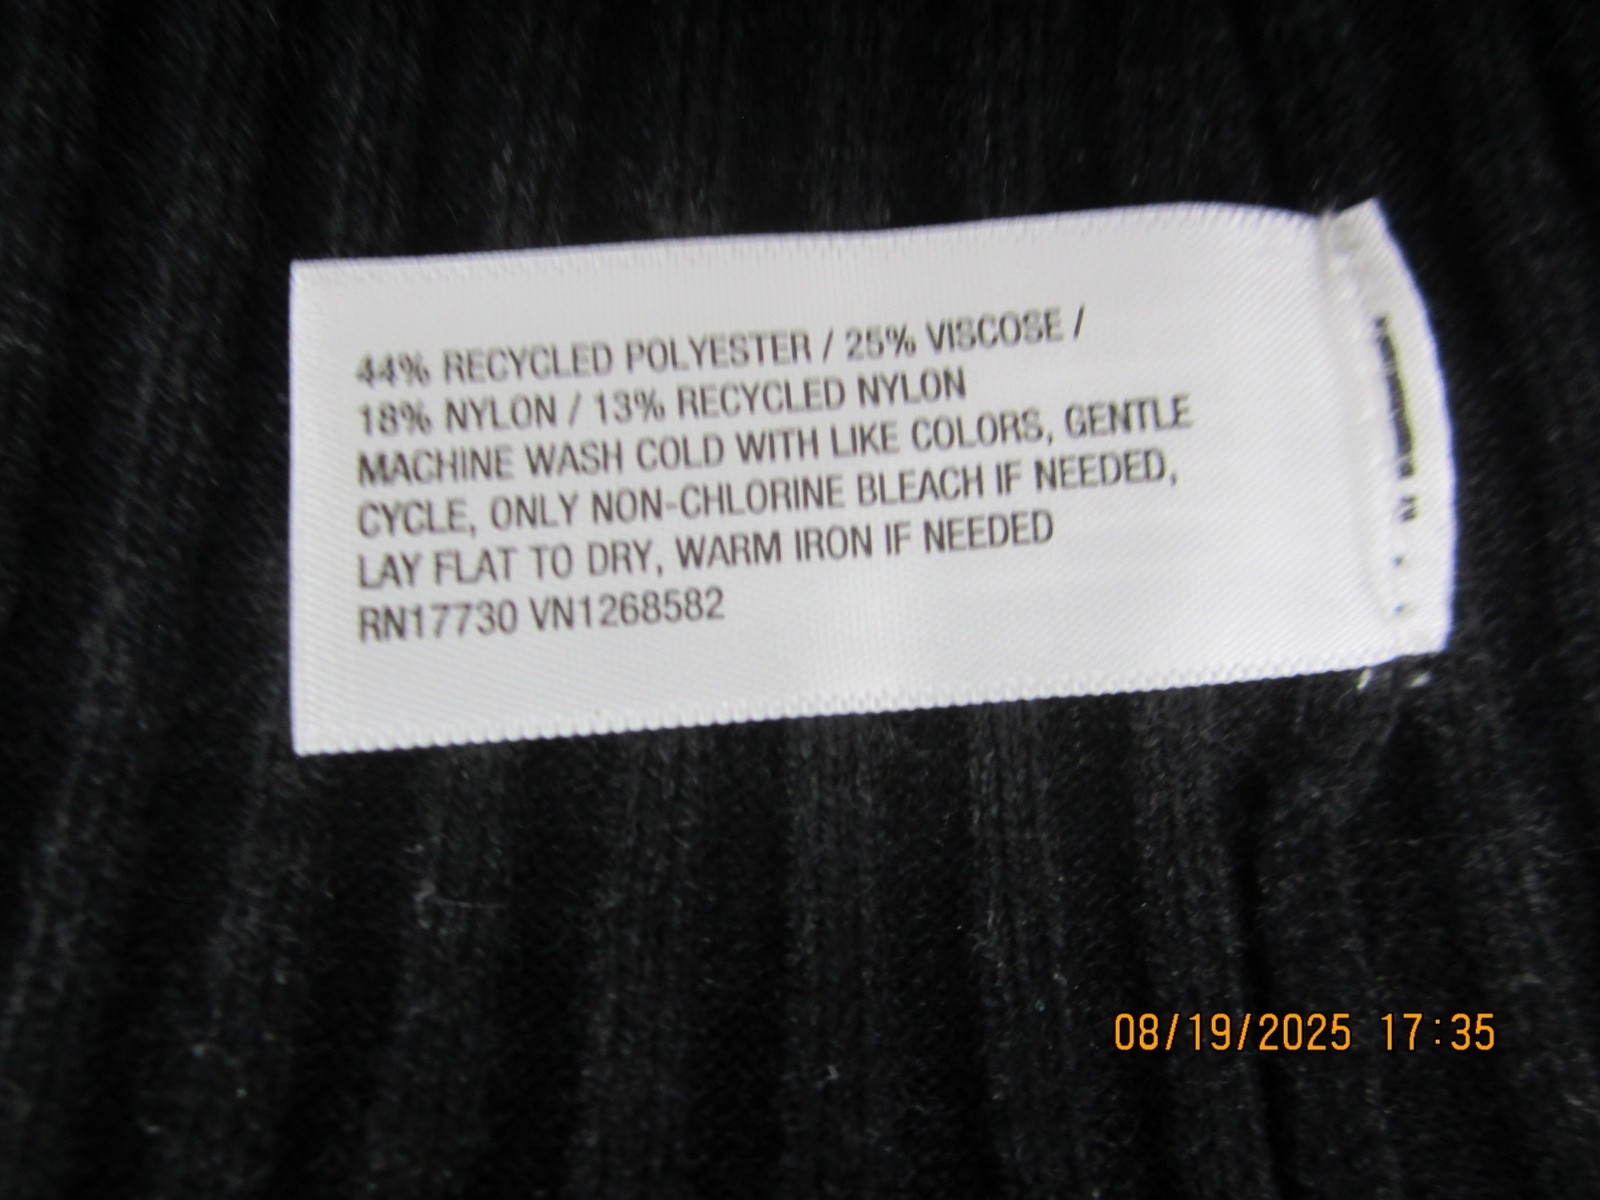 44% RECYCLED POLYESTER / 25% VISCOSE /
18% NYLON / 13% RECYCLED NYLON
MACHINE WASH COLD WITH LIKE COLORS, GENTLE
CYCLE, ONLY NON-CHLORINE BLEACH IF NEEDED,
LAY FLAT TO DRY, WARM IRON IF NEEDED
RN17730 VN1268582
08/19/2025 17:35